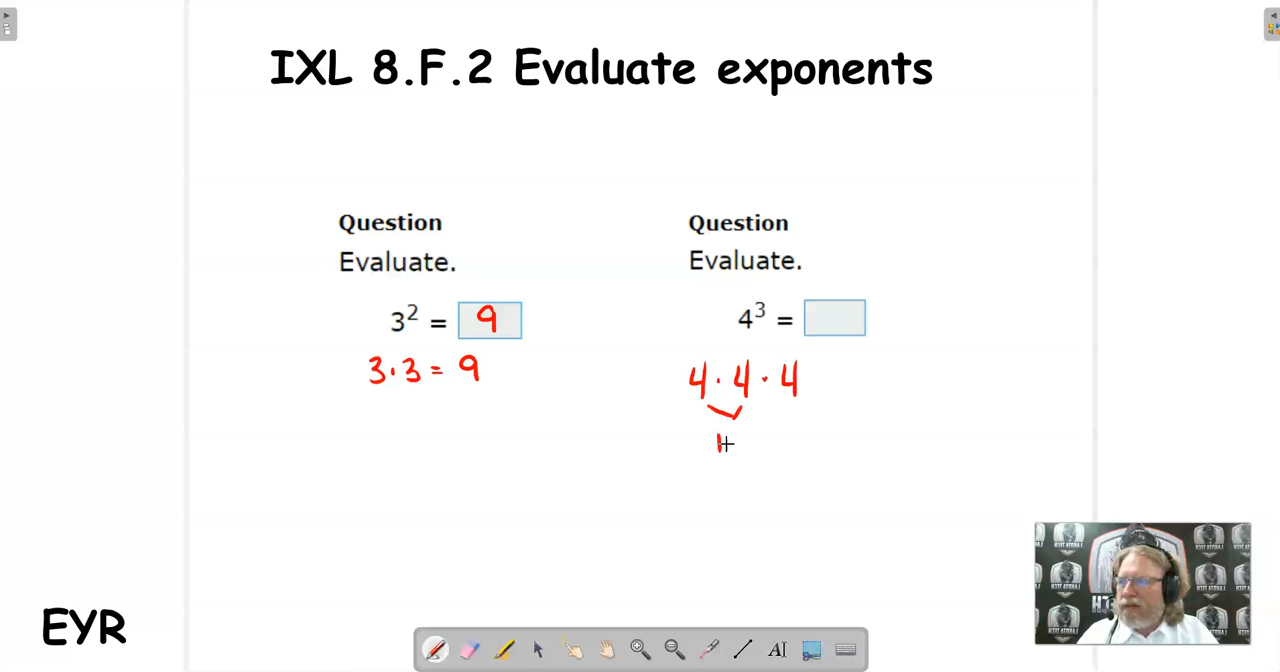 IXL 8.F.2 Evaluate exponents
Question
Evaluate.
3² = 9
3·3 = 9
Question
Evaluate.
4³ =
4·4·4
EYR
AI